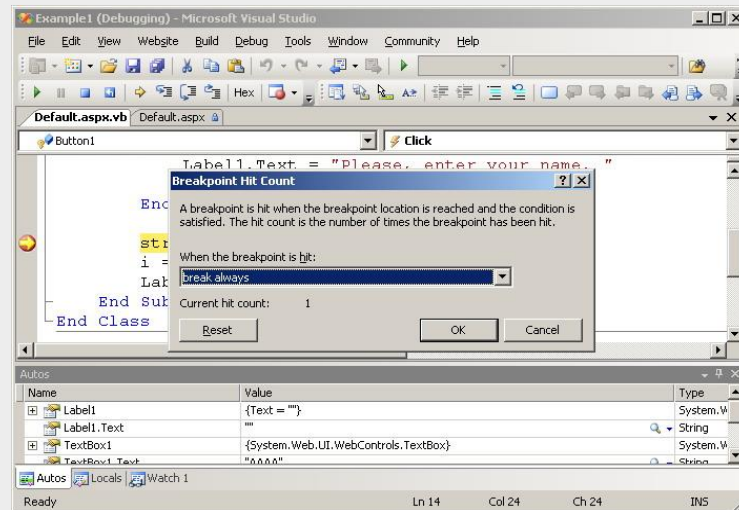 Example1 (Debugging) - Microsoft Visual Studio
File Edit View Website Build Debug Tools Window Community Help
Hex
Default.aspx.vb Default.aspx
Button1 Click
Label1.Text = "Please, enter your name. "
Breakpoint Hit Count
A breakpoint is hit when the breakpoint location is reached and the condition is
satisfied. The hit count is the number of times the breakpoint has been hit.
When the breakpoint is hit:
break always
Current hit count: 1
Reset OK Cancel
Enc
str
i =
Lab
End Sub
End Class
Autos
Name Value Type
Label1 {Text = ""} System.W
Label1.Text "" String
TextBox1 {System.Web.UI.WebControls.TextBox} System.W
TextBox1.Text "AAAA" String
Autos Locals Watch 1
Ready Ln 14 Col 24 Ch 24 INS